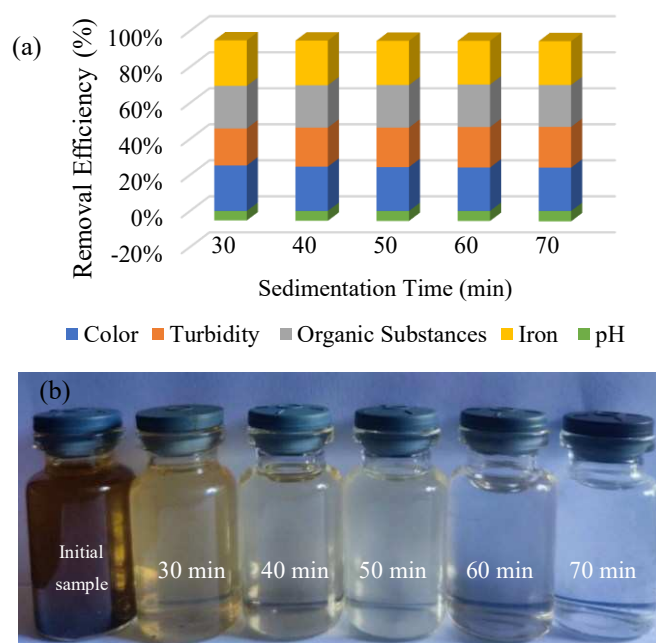 (a)
Removal Efficiency (%)
100%
80%
60%
40%
20%
0%
-20%
30 40 50 60 70
Sedimentation Time (min)
Color Turbidity Organic Substances Iron pH
(b)
Initial
sample
30 min 40 min 50 min 60 min 70 min